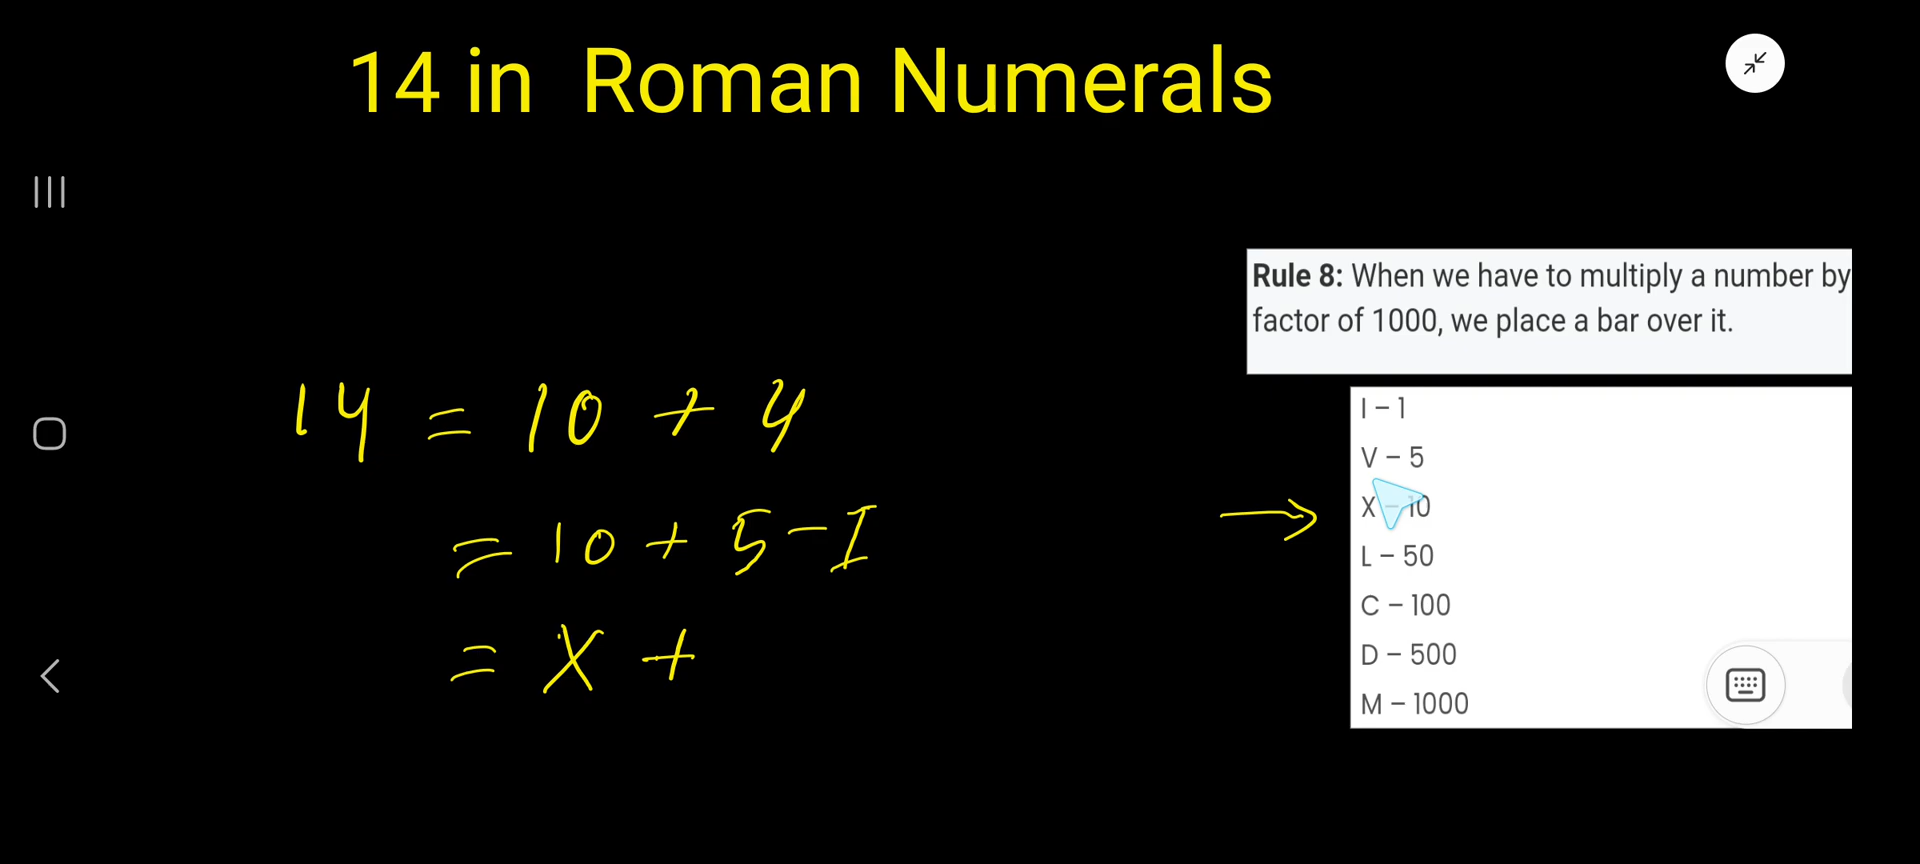 14 in Roman Numerals
Rule 8: When we have to multiply a number by
factor of 1000, we place a bar over it.
14 = 10 + 4
= 10 + 5 - I
= X +
I – 1
V – 5
X – 10
L – 50
C – 100
D – 500
M – 1000